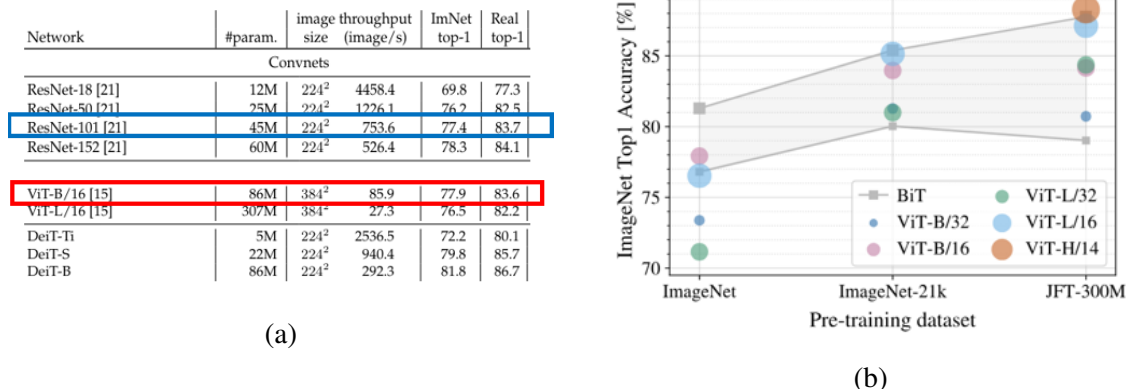 image throughput ImNet Real
Network #param. size (image/s) top-1 top-1
Convnets
ResNet-18 [21] 12M 224² 4458.4 69.8 77.3
ResNet-50 [21] 25M 224² 1226.1 76.2 82.5
ResNet-101 [21] 45M 224² 753.6 77.4 83.7
ResNet-152 [21] 60M 224² 526.4 78.3 84.1
ViT-B/16 [15] 86M 384² 85.9 77.9 83.6
ViT-L/16 [15] 307M 384² 27.3 76.5 82.2
DeiT-Ti 5M 224² 2536.5 72.2 80.1
DeiT-S 22M 224² 940.4 79.8 85.7
DeiT-B 86M 224² 292.3 81.8 86.7
(a)
ImageNet Top1 Accuracy [%]
85
80
75
70
BiT ViT-L/32
ViT-B/32 ViT-L/16
ViT-B/16 ViT-H/14
ImageNet ImageNet-21k JFT-300M
Pre-training dataset
(b)